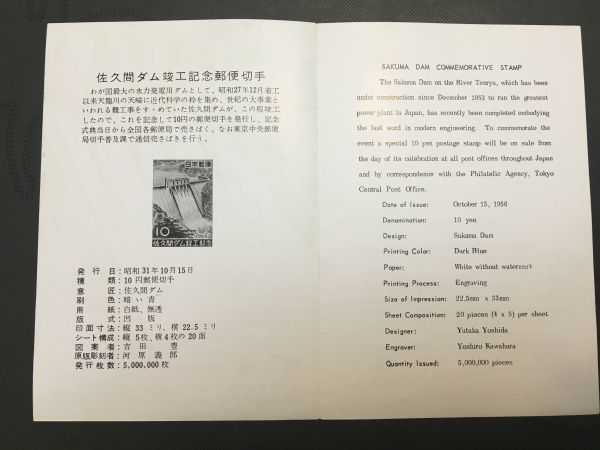 佐久間ダム竣工記念郵便切手
わが国最大の水力発電用ダムとして、昭和27年12月着工
以来天龍川の天嶮に近代科学の粋を集め、世紀の大事業と
いわれる難工事をすゝめていた佐久間ダムが、この程竣工
したので、これを記念して10円の郵便切手を発行し、記念
式典当日から全国各郵便局で売さばく。なお東京中央郵便
局切手普及課で通信売さばきを行う。
日本郵便
10
佐久間ダム竣工記念
発行日：昭和31年10月15日
種類：10円郵便切手
意匠：佐久間ダム
刷色：暗い青
用紙：白紙、無透
版式：凹版
印面寸法：縦 33 ミリ、横 22.5 ミリ
シート構成：縦 5枚、横 4枚の 20面
図案者：吉田豊
原版彫刻者：河原義郎
発行枚数：5,000,000枚
SAKUMA DAM COMMEMORATIVE STAMP
The Sakuma Dam on the River Tenryu, which has been
under construction since December 1952 to run the greatest
power plant in Japan, has recently been completed embodying
the last word in modern engineering. To commemorate the
event a special 10 yen postage stamp will be on sale from
the day of its celebration at all post offices throughout Japan
and by correspondence with the Philatelic Agency, Tokyo
Central Post Office.
Date of Issue: October 15, 1956
Denomination: 10 yen
Design: Sakuma Dam
Printing Color: Dark Blue
Paper: White without watermark
Printing Process: Engraving
Size of Impression: 22.5mm x 33mm
Sheet Composition: 20 pieces (4 x 5) per sheet
Designer: Yutaka Yoshida
Engraver: Yoshiro Kawahara
Quantity Issued: 5,000,000 pieces